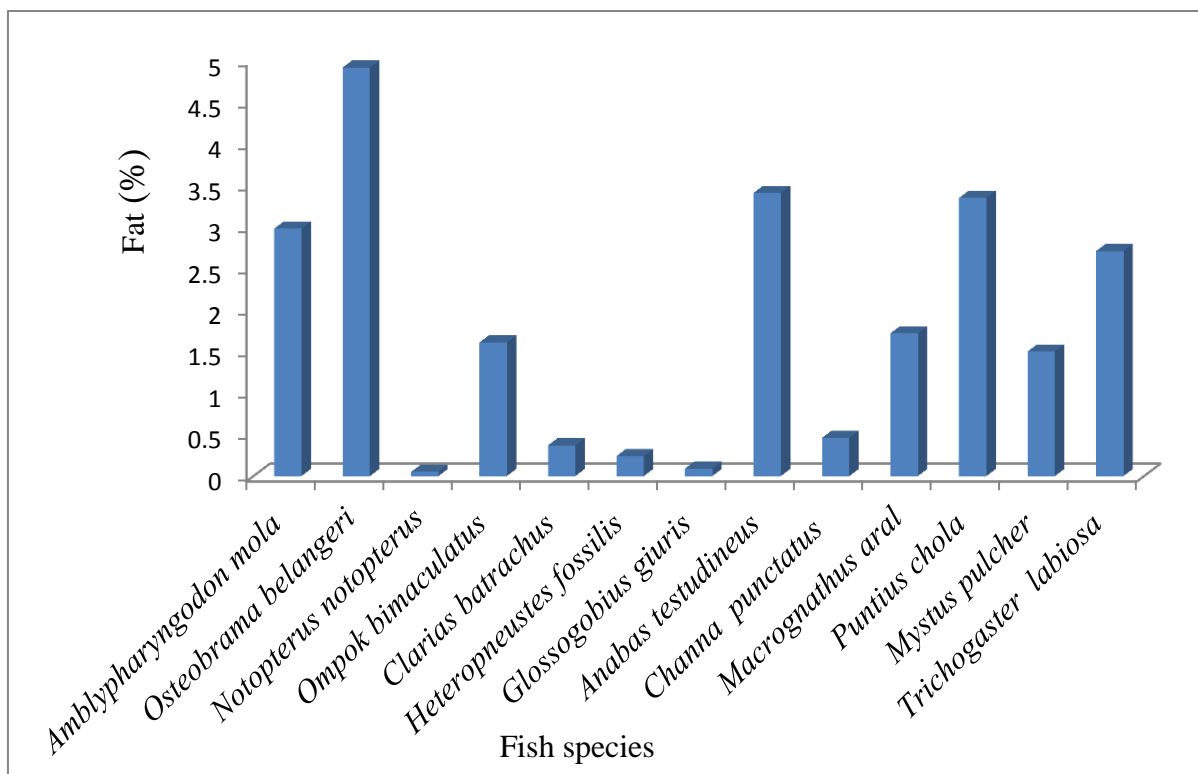 Fat (%)
5
4.5
4
3.5
3
2.5
2
1.5
1
0.5
0
Amblypharyngodon mola
Osteobrama belangeri
Notopterus notopterus
Ompok bimaculatus
Clarias batrachus
Heteropneustes fossilis
Glossogobius giuris
Anabas testudineus
Channa punctatus
Macrognathus aral
Puntius chola
Mystus pulcher
Trichogaster labiosa
Fish species